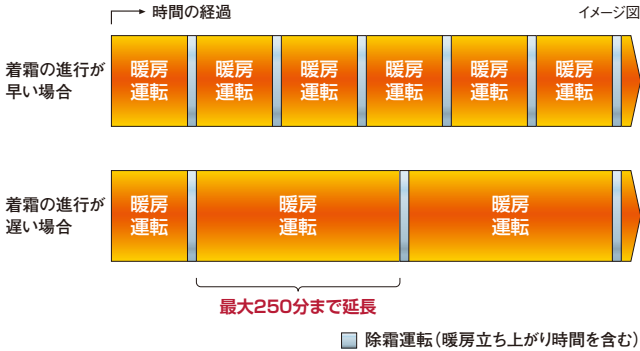 時間の経過
イメージ図
着霜の進行が
早い場合
暖房
運転
暖房
運転
暖房
運転
暖房
運転
暖房
運転
暖房
運転
着霜の進行が
遅い場合
暖房
運転
暖房
運転
暖房
運転
最大250分まで延長
除霜運転(暖房立ち上がり時間を含む)